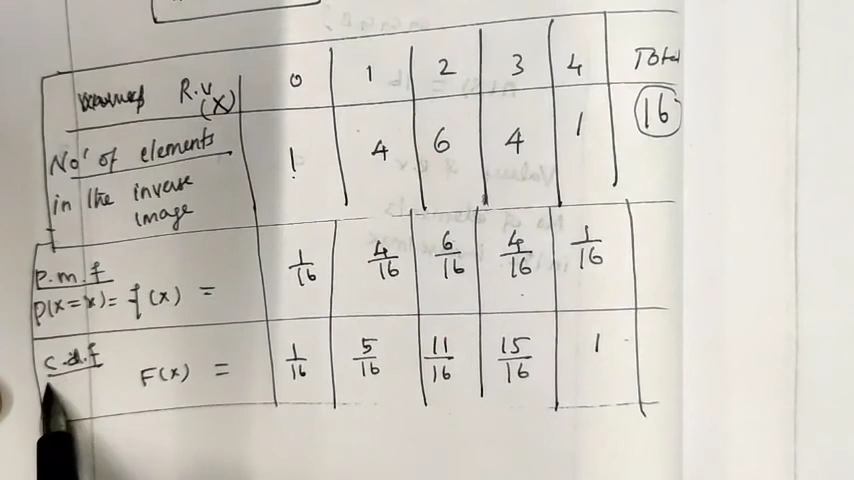 R.v (X) 0 1 2 3 4 Total
No' of elements in the inverse image 1 4 6 4 1 16
p.m.f
P(X=x)= f(x) = 1/16 4/16 6/16 4/16 1/16
c.d.f F(x) = 1/16 5/16 11/16 15/16 1